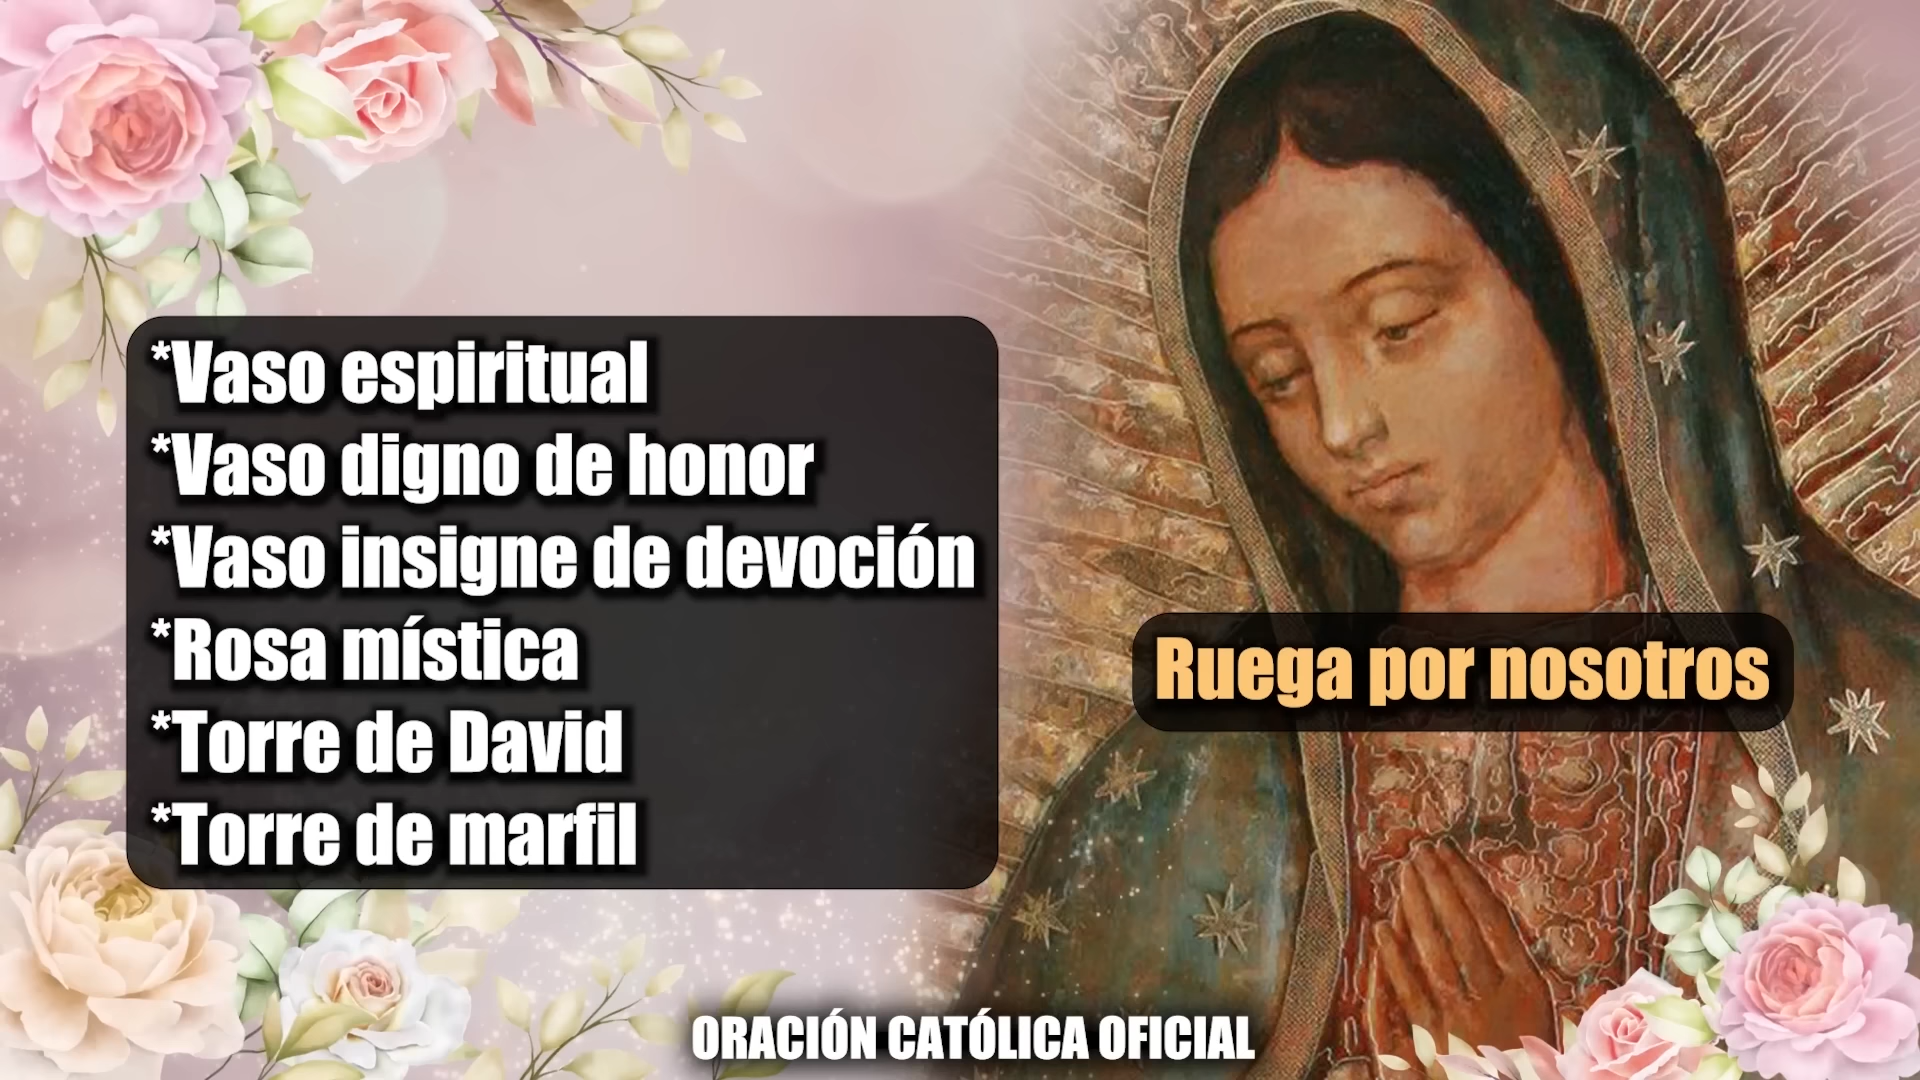 *Vaso espiritual
*Vaso digno de honor
*Vaso insigne de devoción
*Rosa mística
*Torre de David
*Torre de marfil
Ruega por nosotros
ORACIÓN CATÓLICA OFICIAL